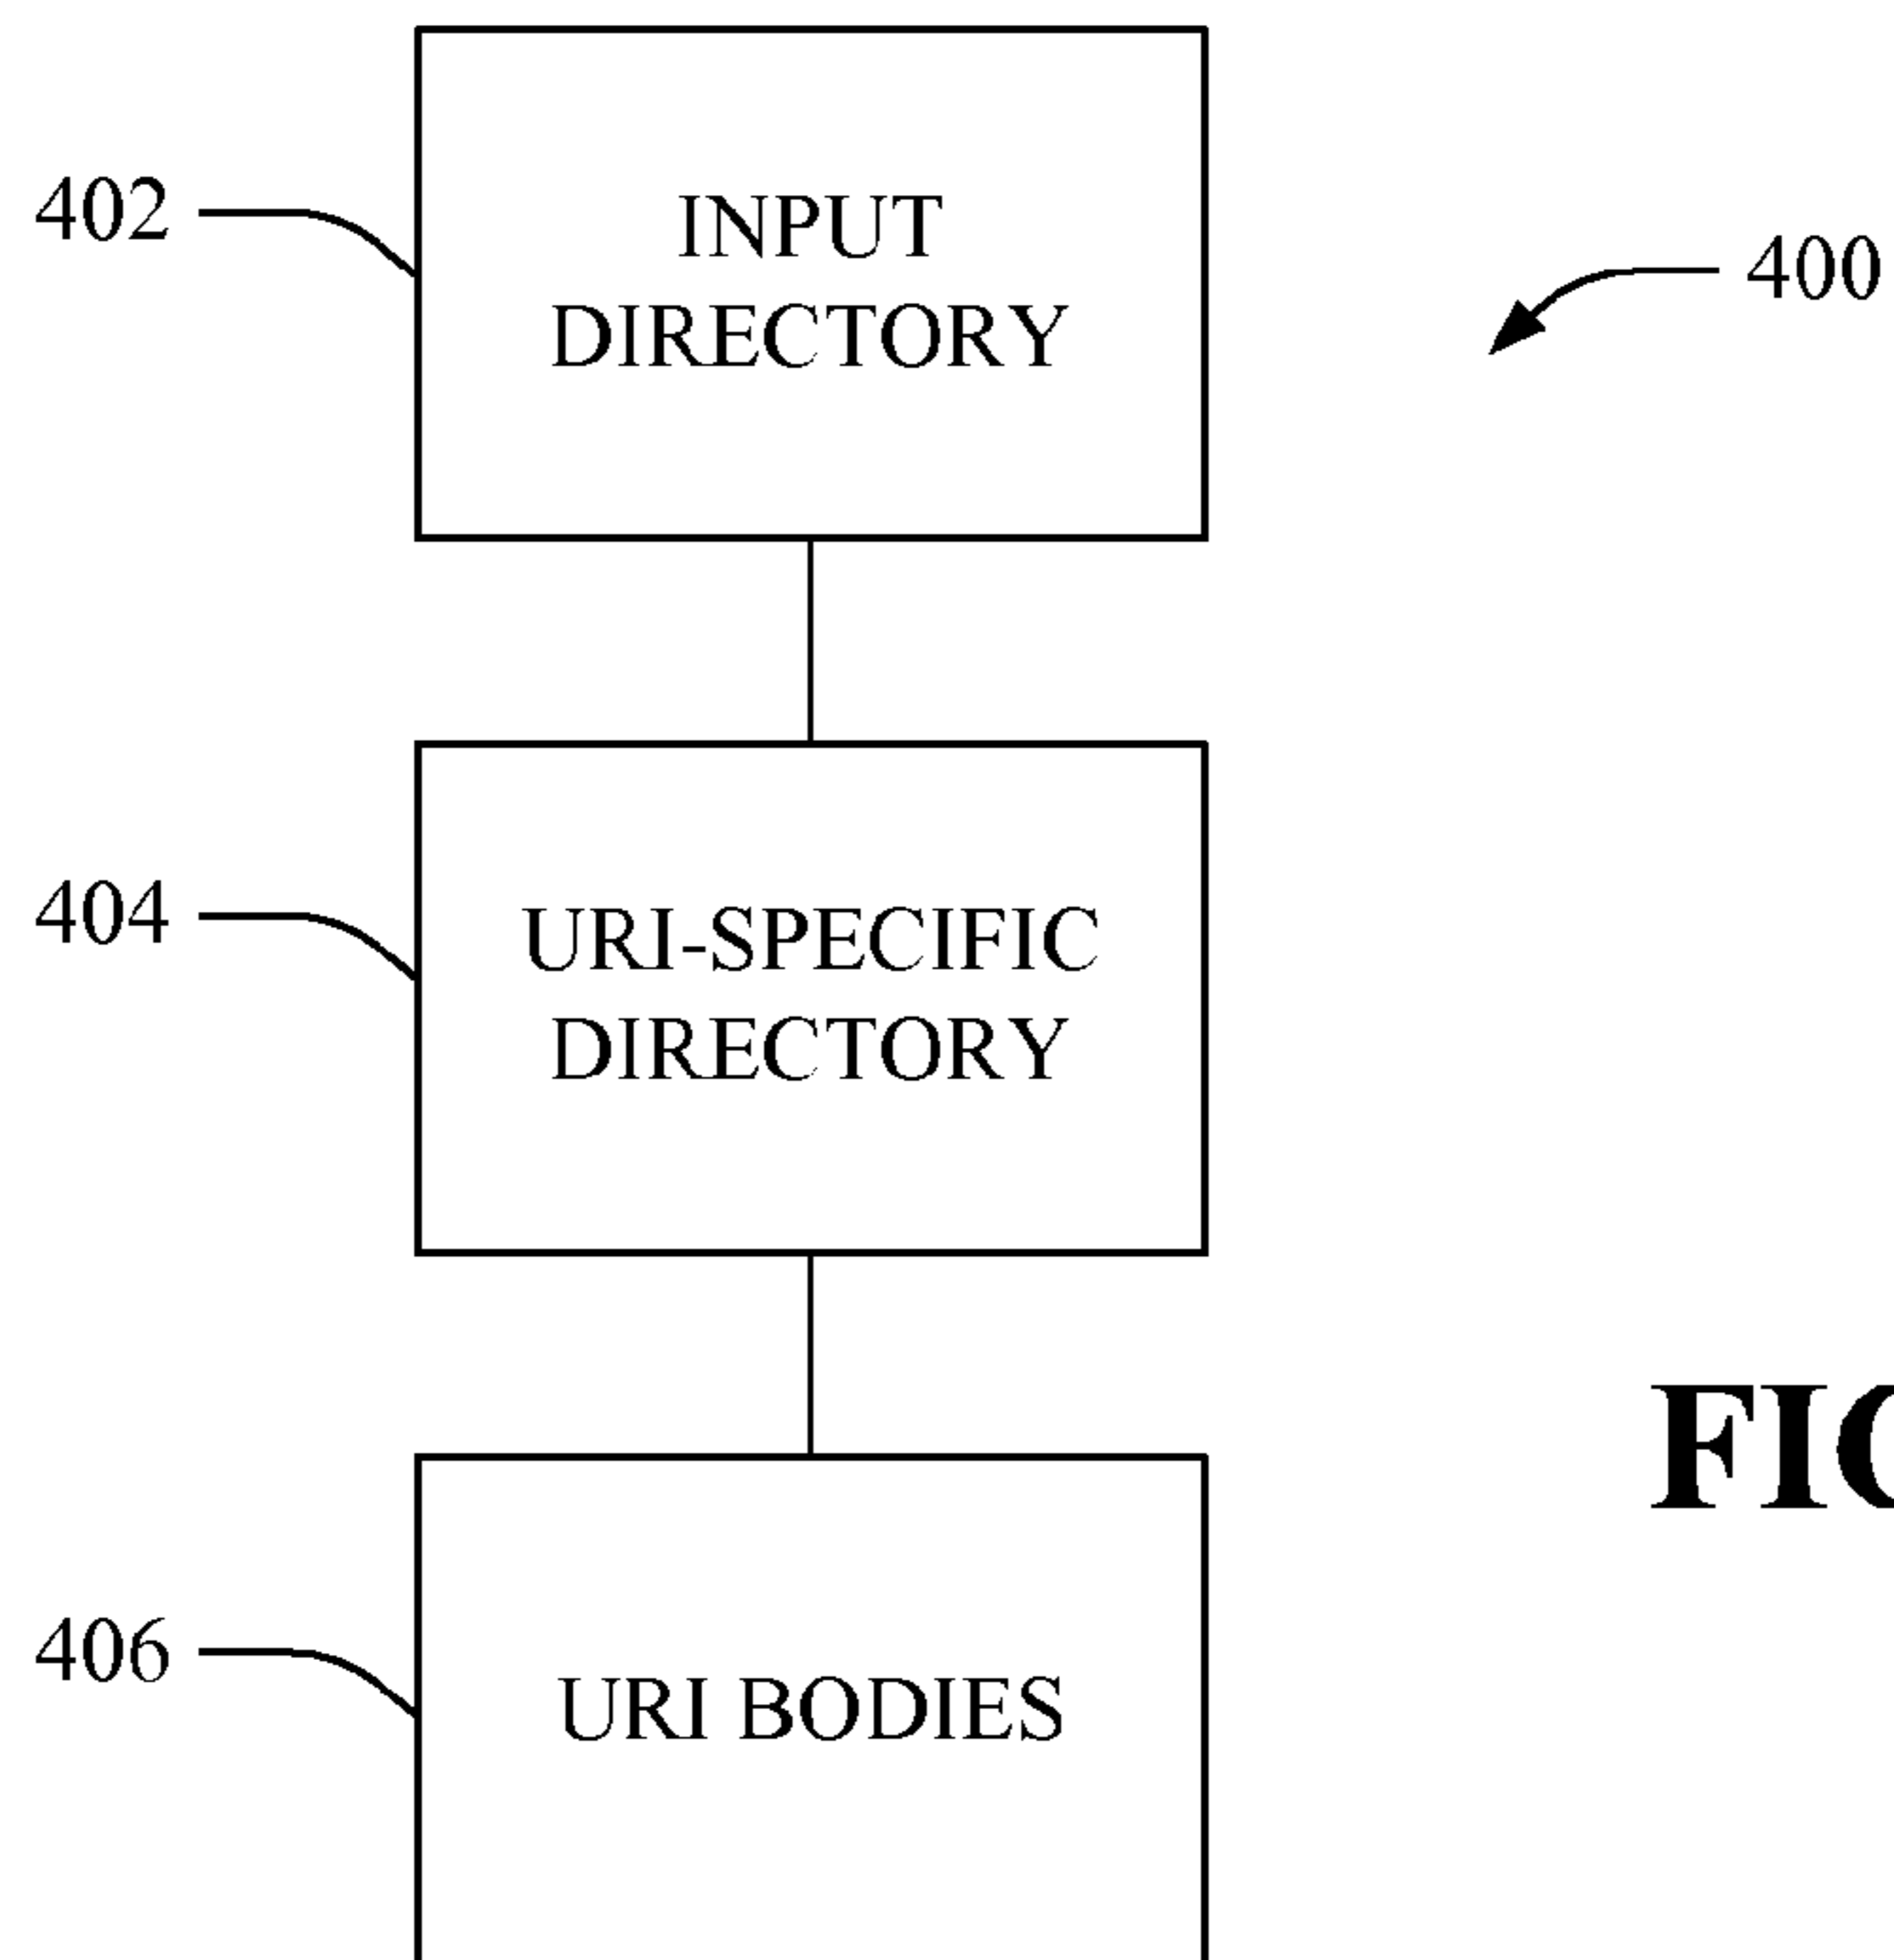 402
INPUT
DIRECTORY
400
404
URI-SPECIFIC
DIRECTORY
406
URI BODIES